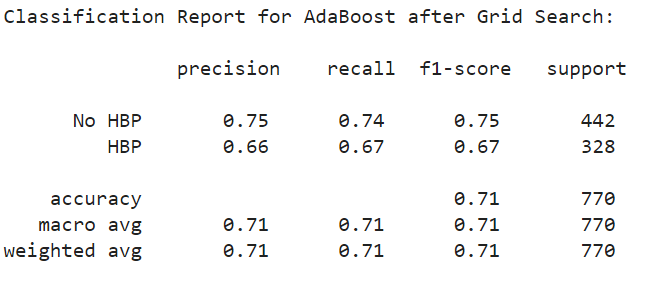 Classification Report for AdaBoost after Grid Search:
precision recall f1-score support
No HBP 0.75 0.74 0.75 442
HBP 0.66 0.67 0.67 328
accuracy 0.71 770
macro avg 0.71 0.71 0.71 770
weighted avg 0.71 0.71 0.71 770